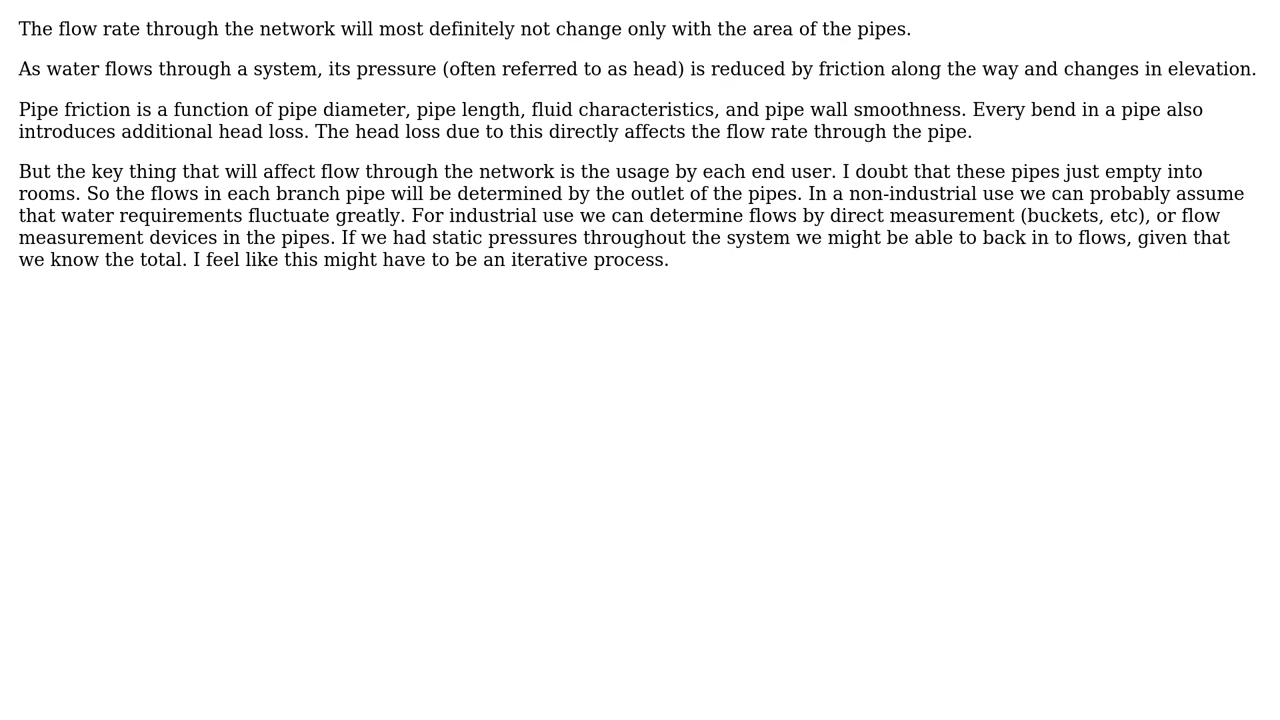 The flow rate through the network will most definitely not change only with the area of the pipes.
As water flows through a system, its pressure (often referred to as head) is reduced by friction along the way and changes in elevation.
Pipe friction is a function of pipe diameter, pipe length, fluid characteristics, and pipe wall smoothness. Every bend in a pipe also
introduces additional head loss. The head loss due to this directly affects the flow rate through the pipe.
But the key thing that will affect flow through the network is the usage by each end user. I doubt that these pipes just empty into
rooms. So the flows in each branch pipe will be determined by the outlet of the pipes. In a non-industrial use we can probably assume
that water requirements fluctuate greatly. For industrial use we can determine flows by direct measurement (buckets, etc), or flow
measurement devices in the pipes. If we had static pressures throughout the system we might be able to back in to flows, given that
we know the total. I feel like this might have to be an iterative process.